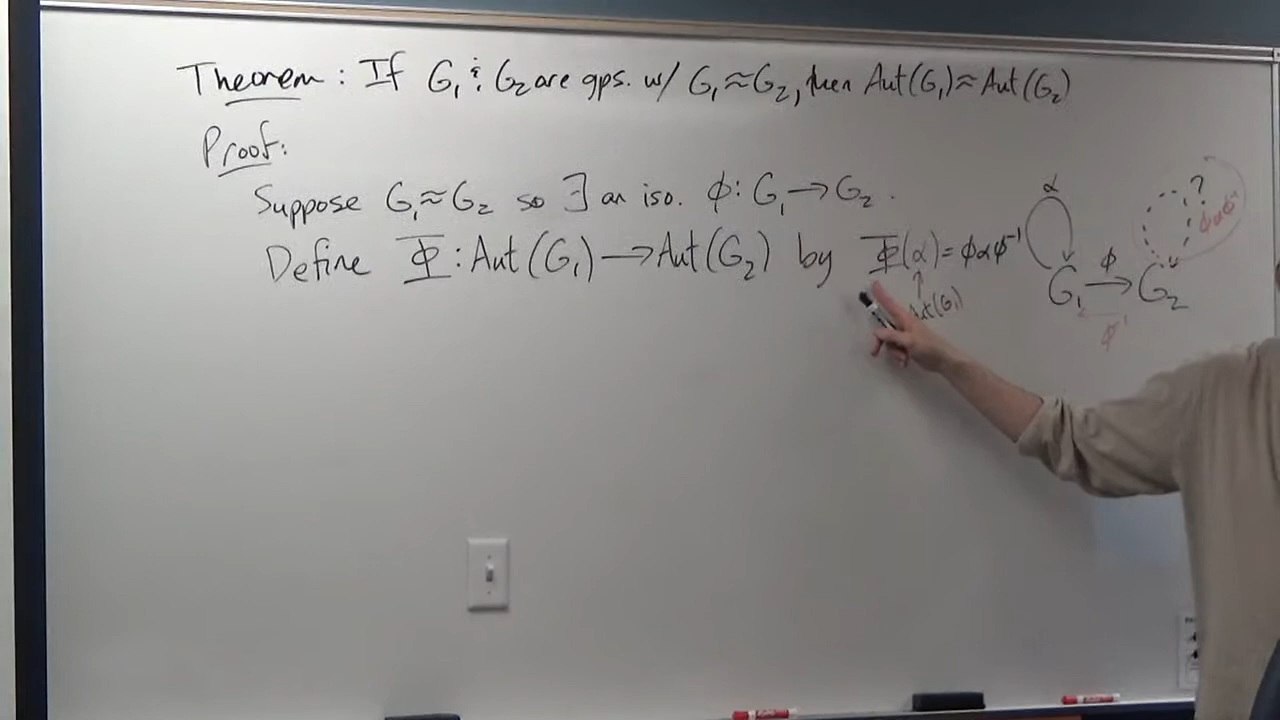 Theorem: If G₁ & G₂ are gps. w/ G₁≈G₂, then Aut(G₁)≈Aut(G₂)
Proof:
Suppose G₁≈G₂ so ∃ an iso. ϕ: G₁→G₂.
Define Φ: Aut(G₁)→Aut(G₂) by Φ(α)=ϕαϕ⁻¹
↑
Aut(G₁)
α ?
ϕαϕ⁻¹
G₁ ϕ→ G₂
ϕ⁻¹